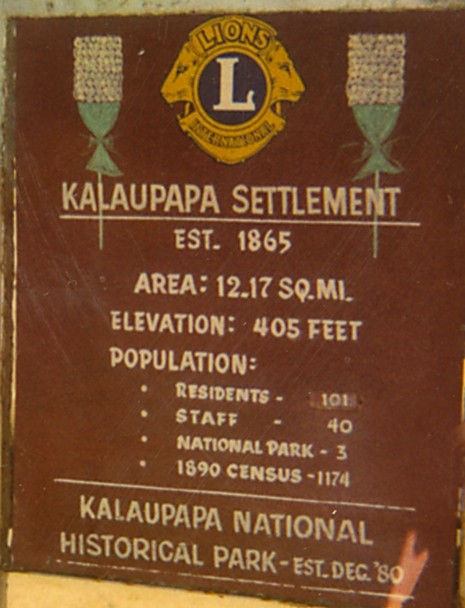 LIONS
L
INTERNATIONAL
KALAUPAPA SETTLEMENT
EST. 1865
AREA: 12.17 SQ.MI.
ELEVATION: 405 FEET
POPULATION:
• RESIDENTS - 101
• STAFF - 40
• NATIONAL PARK - 3
• 1890 CENSUS - 1174
KALAUPAPA NATIONAL
HISTORICAL PARK - EST. DEC. '80